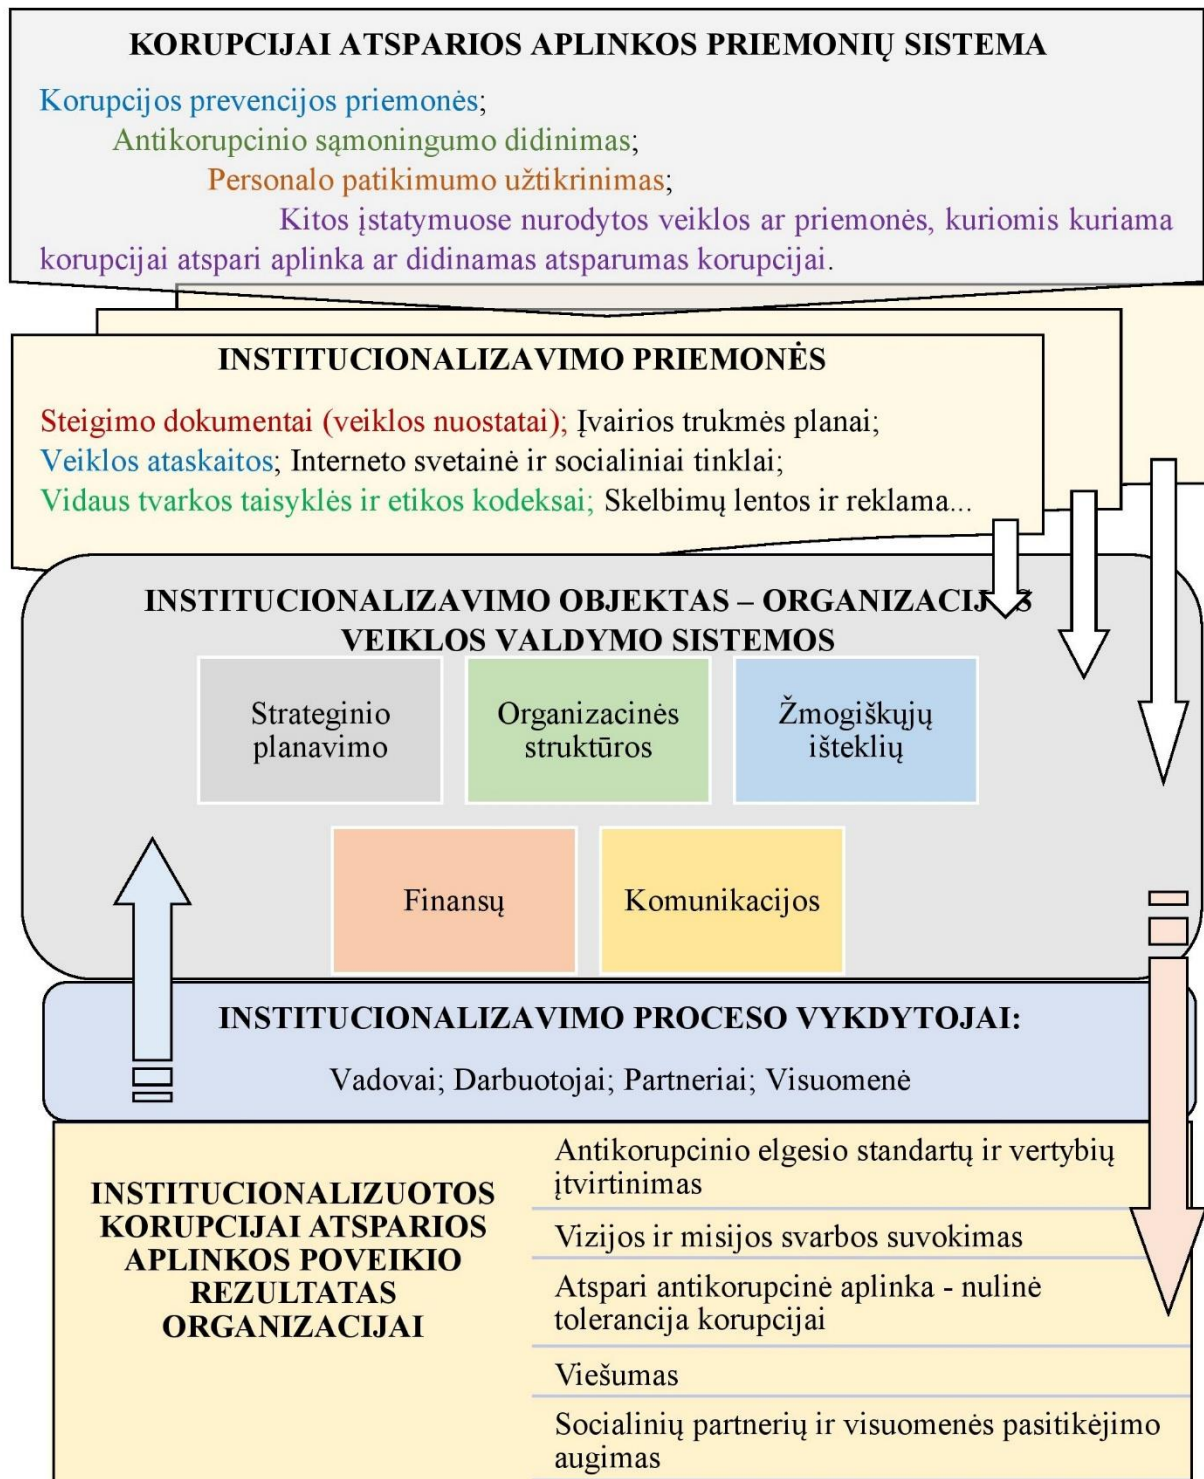 KORUPCIJAI ATSPARIOS APLINKOS PRIEMONIŲ SISTEMA
Korupcijos prevencijos priemonės;
Antikorupcinio sąmoningumo didinimas;
Personalo patikimumo užtikrinimas;
Kitos įstatymuose nurodytos veiklos ar priemonės, kuriomis kuriama
korupcijai atspari aplinka ar didinamas atsparumas korupcijai.
INSTITUCIONALIZAVIMO PRIEMONĖS
Steigimo dokumentai (veiklos nuostatai); Įvairios trukmės planai;
Veiklos ataskaitos; Interneto svetainė ir socialiniai tinklai;
Vidaus tvarkos taisyklės ir etikos kodeksai; Skelbimų lentos ir reklama...
INSTITUCIONALIZAVIMO OBJEKTAS – ORGANIZACIJOS
VEIKLOS VALDYMO SISTEMOS
Strateginio
planavimo
Organizacinės
struktūros
Žmogiškųjų
išteklių
Finansų
Komunikacijos
INSTITUCIONALIZAVIMO PROCESO VYKDYTOJAI:
Vadovai; Darbuotojai; Partneriai; Visuomenė
INSTITUCIONALIZUOTOS
KORUPCIJAI ATSPARIOS
APLINKOS POVEIKIO
REZULTATAS
ORGANIZACIJAI
Antikorupcinio elgesio standartų ir vertybių
įtvirtinimas
Vizijos ir misijos svarbos suvokimas
Atspari antikorupcinė aplinka - nulinė
tolerancija korupcijai
Viešumas
Socialinių partnerių ir visuomenės pasitikėjimo
augimas